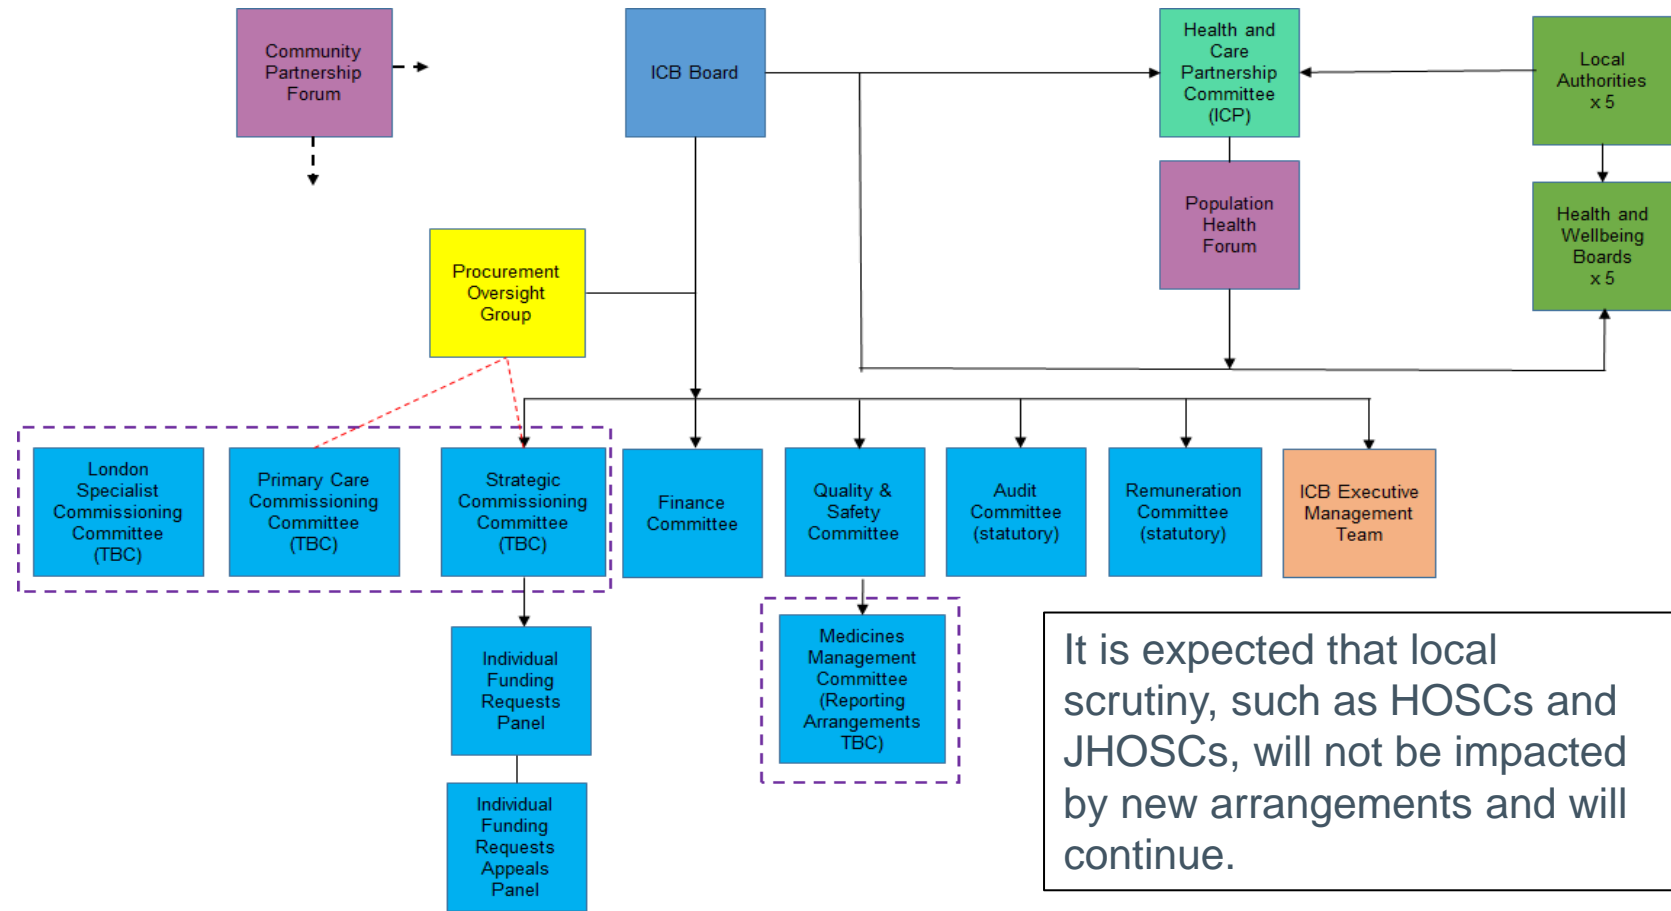 Community
Partnership
Forum
ICB Board
Health and
Care
Partnership
Committee
(ICP)
Local
Authorities
x 5
Population
Health
Forum
Health and
Wellbeing
Boards
x 5
Procurement
Oversight
Group
London
Specialist
Commissioning
Committee
(TBC)
Primary Care
Commissioning
Committee
(TBC)
Strategic
Commissioning
Committee
(TBC)
Finance
Committee
Quality &
Safety
Committee
Audit
Committee
(statutory)
Remuneration
Committee
(statutory)
ICB Executive
Management
Team
Individual
Funding
Requests
Panel
Medicines
Management
Committee
(Reporting
Arrangements
TBC)
Individual
Funding
Requests
Appeals
Panel
It is expected that local
scrutiny, such as HOSCs and
JHOSCs, will not be impacted
by new arrangements and will
continue.